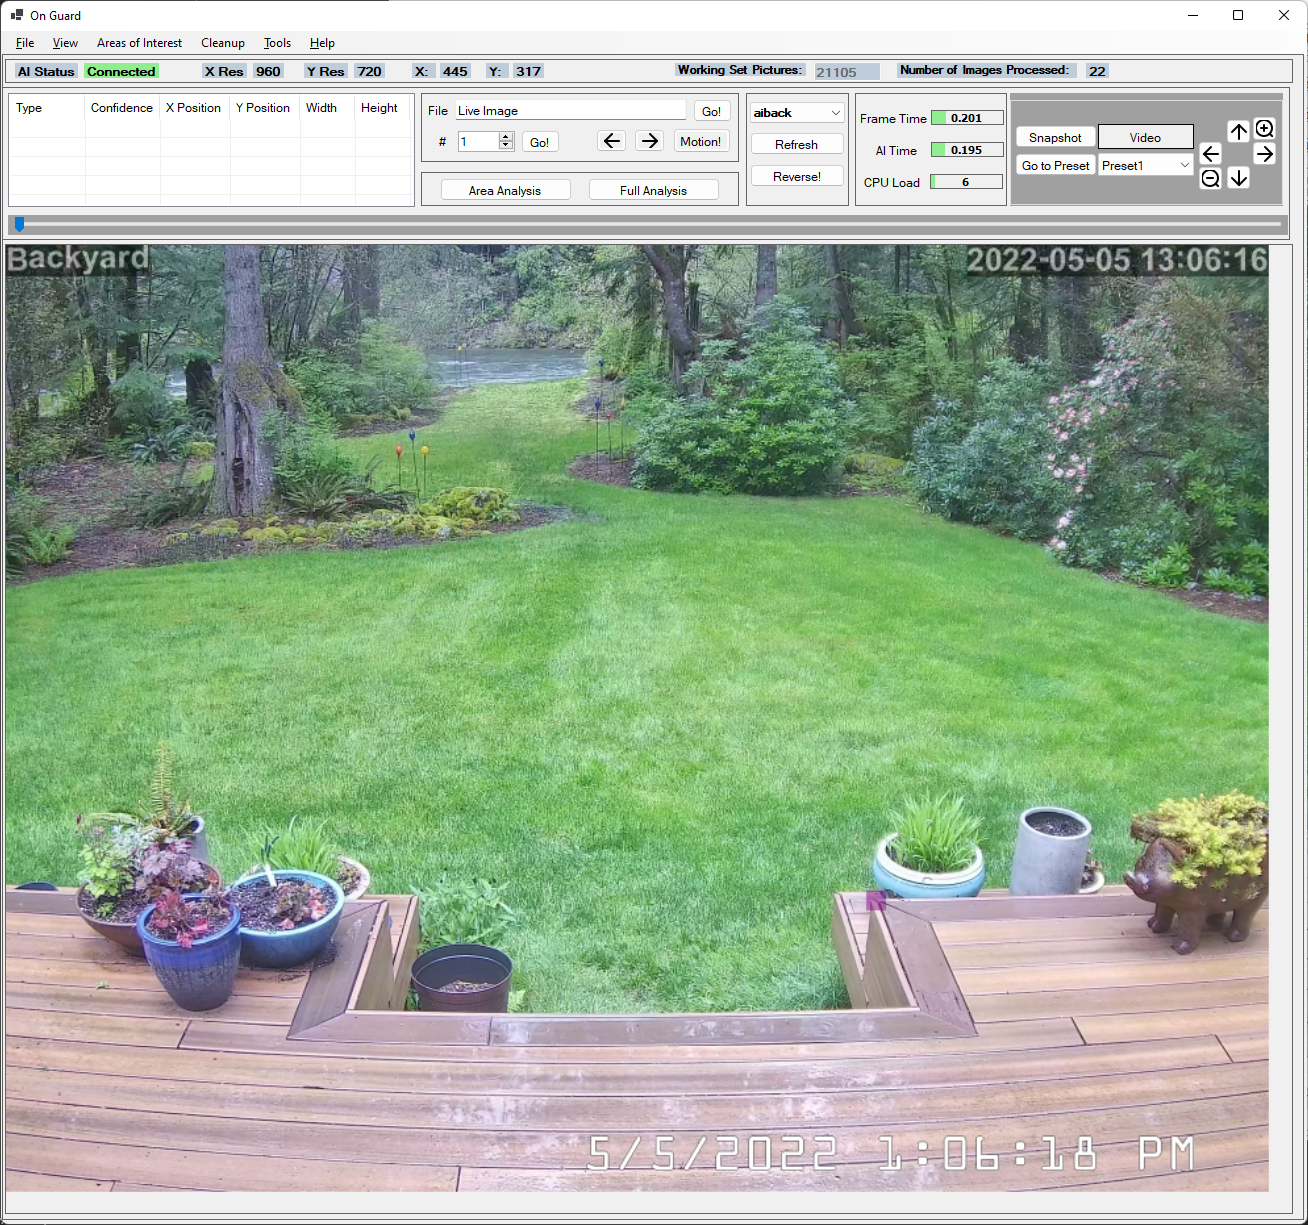 On Guard
File View Areas of Interest Cleanup Tools Help
AI Status Connected X Res 960 Y Res 720 X: 445 Y: 317 Working Set Pictures: 21105 Number of Images Processed: 22
Type Confidence X Position Y Position Width Height
File Live Image Go!
# 1 Go! Motion!
Area Analysis Full Analysis
aiback
Refresh
Reverse!
Frame Time 0.201
AI Time 0.195
CPU Load 6
Snapshot Video
Go to Preset Preset1
Backyard 2022-05-05 13:06:16
5/5/2022 1:06:18 PM